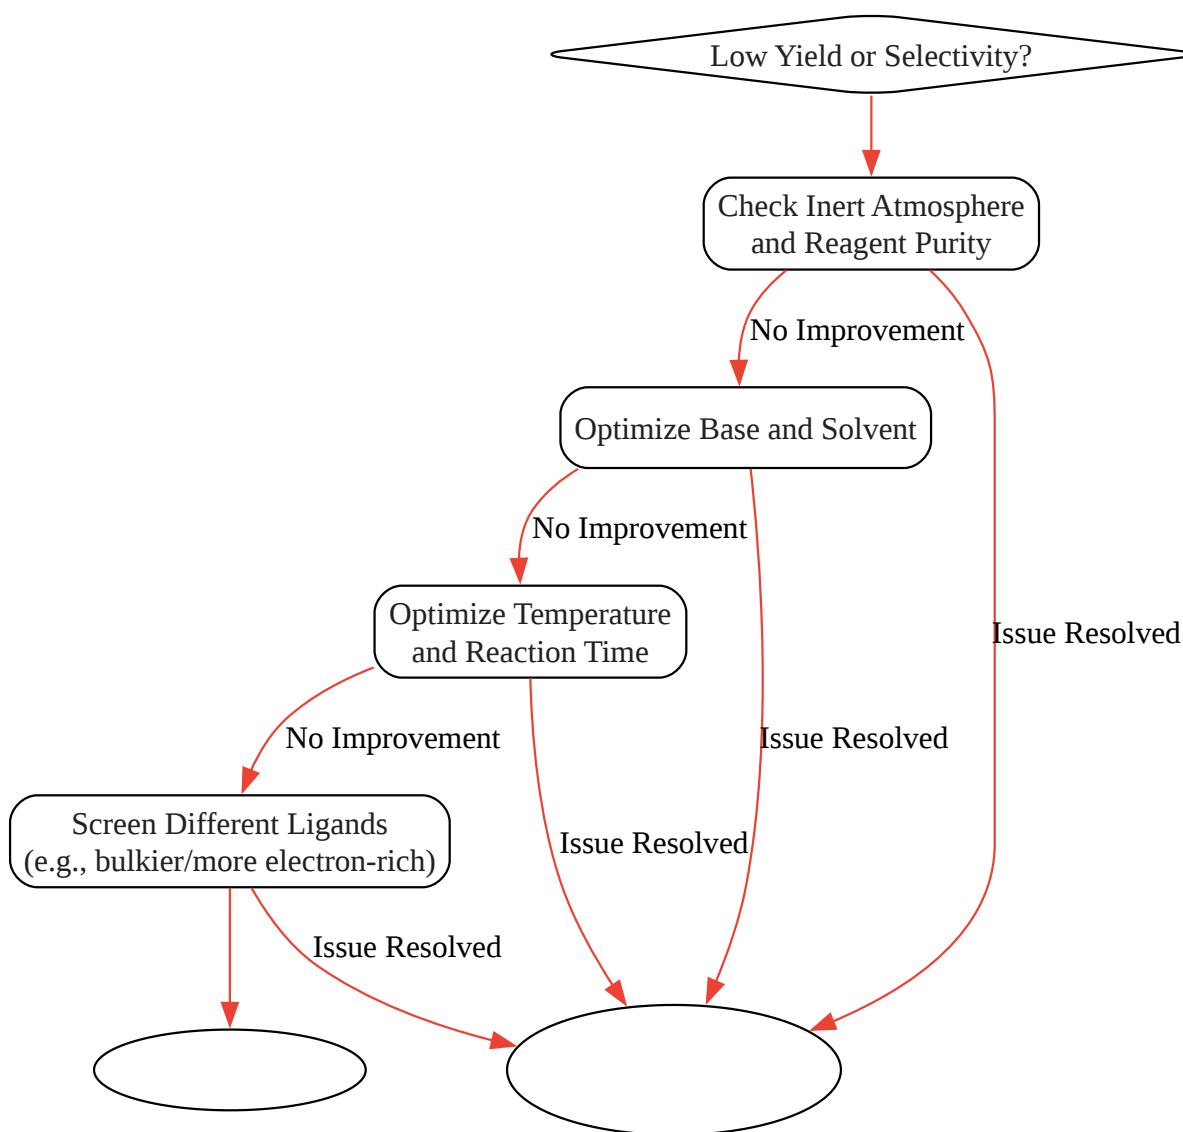 Low Yield or Selectivity?
Check Inert Atmosphere
and Reagent Purity
No Improvement
Optimize Base and Solvent
No Improvement
Optimize Temperature
and Reaction Time
Issue Resolved
No Improvement
Issue Resolved
Screen Different Ligands
(e.g., bulkier/more electron-rich)
Issue Resolved
Issue Resolved